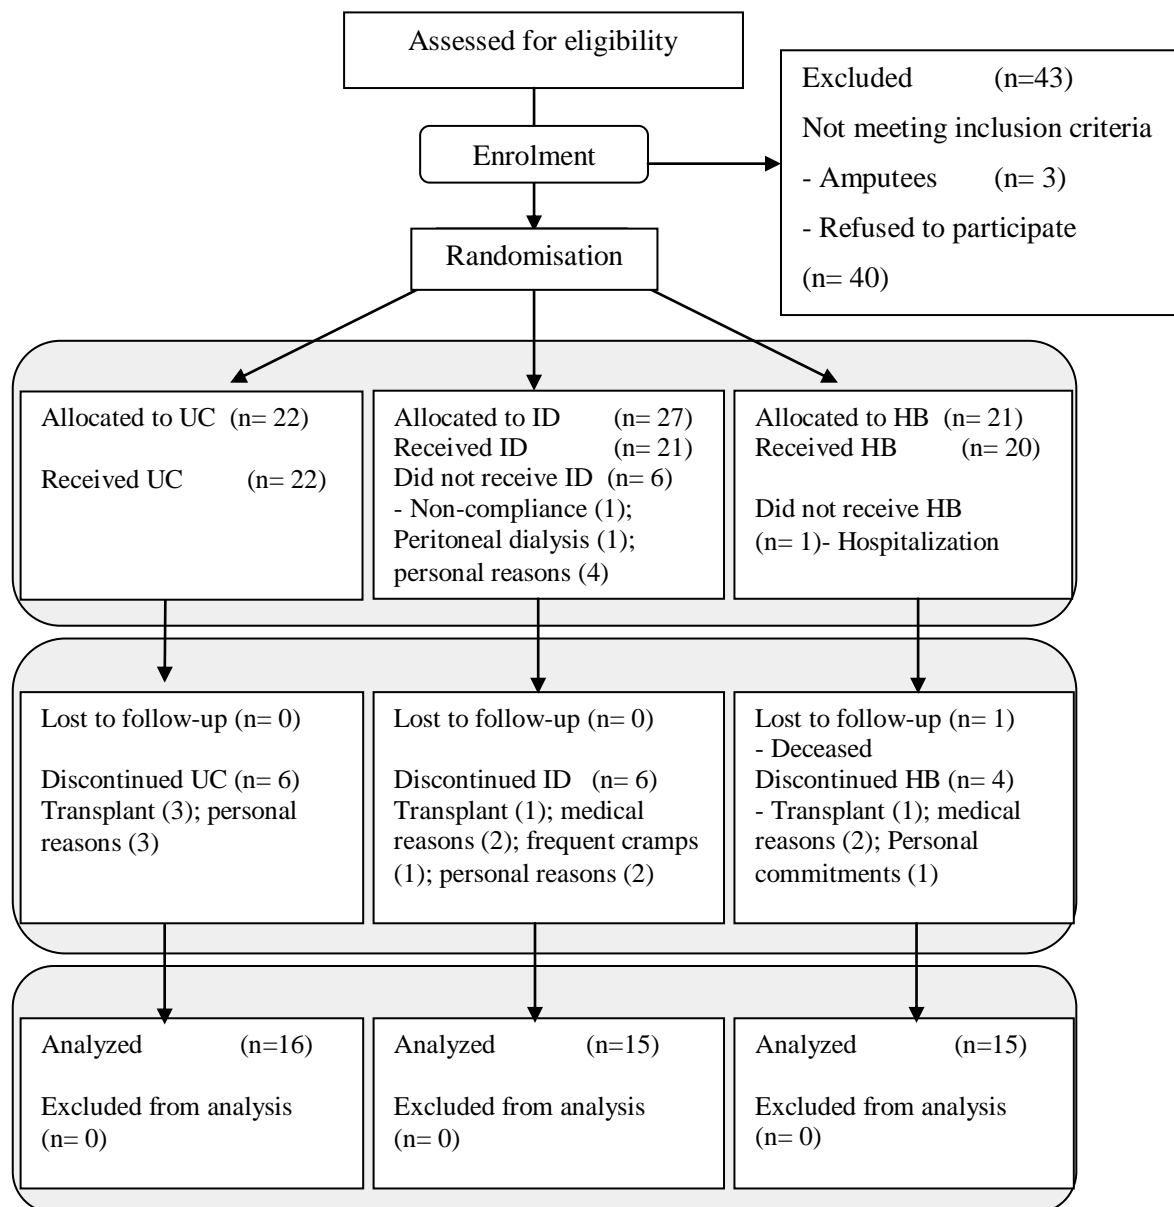 Assessed for eligibility
Excluded (n=43)
Not meeting inclusion criteria
- Amputees (n= 3)
- Refused to participate
(n= 40)
Enrolment
Randomisation
Allocated to UC (n= 22)
Received UC (n= 22)
Allocated to ID (n= 27)
Received ID (n= 21)
Did not receive ID (n= 6)
- Non-compliance (1);
Peritoneal dialysis (1);
personal reasons (4)
Allocated to HB (n= 21)
Received HB (n= 20)
Did not receive HB
(n= 1)- Hospitalization
Lost to follow-up (n= 0)
Discontinued UC (n= 6)
Transplant (3); personal
reasons (3)
Lost to follow-up (n= 0)
Discontinued ID (n= 6)
Transplant (1); medical
reasons (2); frequent cramps
(1); personal reasons (2)
Lost to follow-up (n= 1)
- Deceased
Discontinued HB (n= 4)
- Transplant (1); medical
reasons (2); Personal
commitments (1)
Analyzed (n=16)
Excluded from analysis
(n= 0)
Analyzed (n=15)
Excluded from analysis
(n= 0)
Analyzed (n=15)
Excluded from analysis
(n= 0)